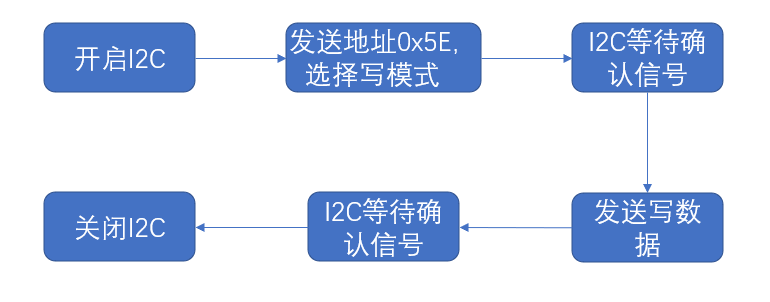 开启I2C
发送地址0x5E,
选择写模式
I2C等待确
认信号
发送写数
据
I2C等待确
认信号
关闭I2C